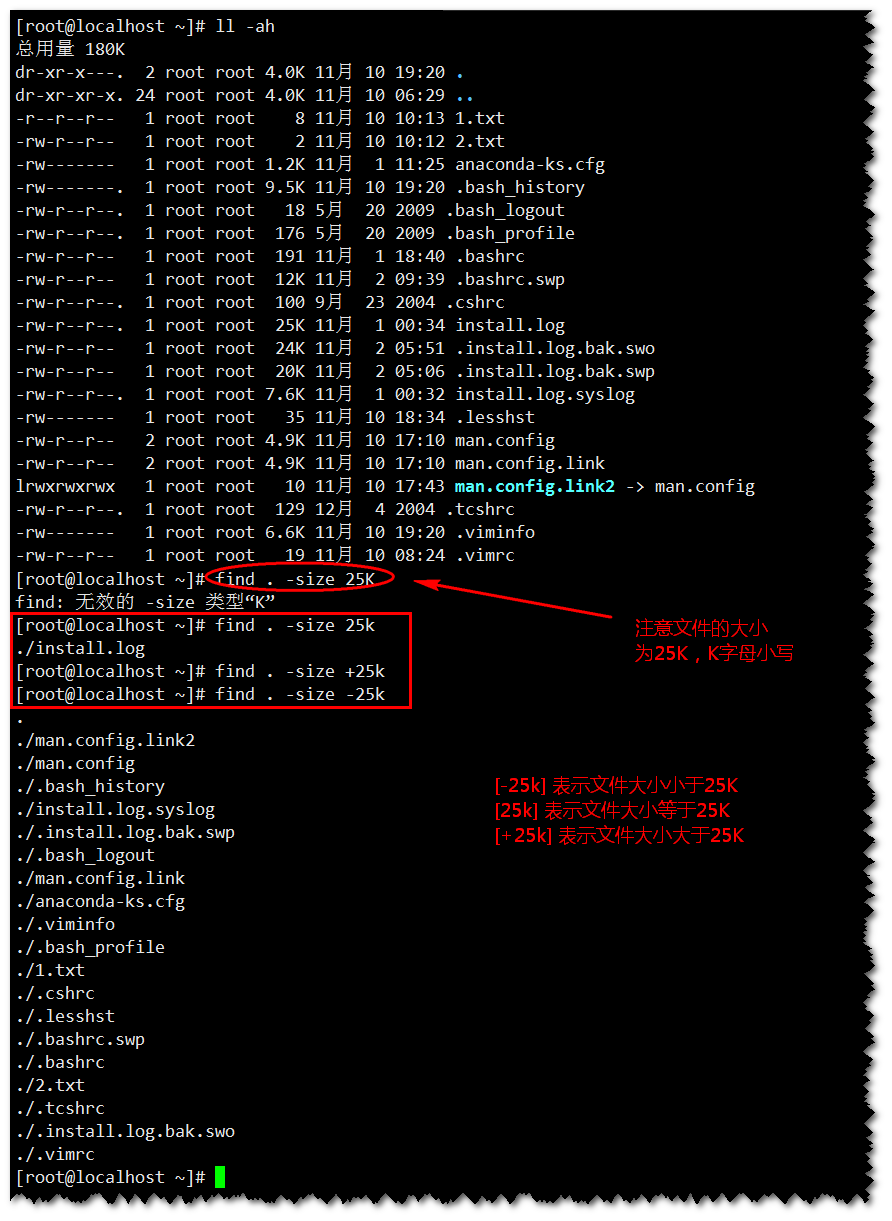 [root@localhost ~]# ll -ah
总用量 180K
dr-xr-x---.  2 root root 4.0K 11月 10 19:20 .
dr-xr-xr-x. 24 root root 4.0K 11月 10 06:29 ..
-r--r--r--   1 root root    8 11月 10 10:13 1.txt
-rw-r--r--   1 root root    2 11月 10 10:12 2.txt
-rw-------   1 root root 1.2K 11月  1 11:25 anaconda-ks.cfg
-rw-------.  1 root root 9.5K 11月 10 19:20 .bash_history
-rw-r--r--.  1 root root   18 5月  20 2009 .bash_logout
-rw-r--r--.  1 root root  176 5月  20 2009 .bash_profile
-rw-r--r--   1 root root  191 11月  1 18:40 .bashrc
-rw-r--r--   1 root root  12K 11月  2 09:39 .bashrc.swp
-rw-r--r--.  1 root root  100 9月  23 2004 .cshrc
-rw-r--r--.  1 root root  25K 11月  1 00:34 install.log
-rw-r--r--   1 root root  24K 11月  2 05:51 .install.log.bak.swo
-rw-r--r--   1 root root  20K 11月  2 05:06 .install.log.bak.swp
-rw-r--r--.  1 root root 7.6K 11月  1 00:32 install.log.syslog
-rw-------   1 root root   35 11月 10 18:34 .lesshst
-rw-r--r--   2 root root 4.9K 11月 10 17:10 man.config
-rw-r--r--   2 root root 4.9K 11月 10 17:10 man.config.link
lrwxrwxrwx   1 root root   10 11月 10 17:43 man.config.link2 -> man.config
-rw-r--r--.  1 root root  129 12月  4 2004 .tcshrc
-rw-------   1 root root 6.6K 11月 10 19:20 .viminfo
-rw-r--r--   1 root root   19 11月 10 08:24 .vimrc
[root@localhost ~]# find . -size 25K
find: 无效的 -size 类型“K”
[root@localhost ~]# find . -size 25k
./install.log
[root@localhost ~]# find . -size +25k
[root@localhost ~]# find . -size -25k
注意文件的大小
为25K，K字母小写
.
./man.config.link2
./man.config
./.bash_history
./install.log.syslog
./.install.log.bak.swp
./.bash_logout
./man.config.link
./anaconda-ks.cfg
./.viminfo
./.bash_profile
./1.txt
./.cshrc
./.lesshst
./.bashrc.swp
./.bashrc
./2.txt
./.tcshrc
./.install.log.bak.swo
./.vimrc
[root@localhost ~]#
[-25k] 表示文件大小小于25K
[25k] 表示文件大小等于25K
[+25k] 表示文件大小大于25K